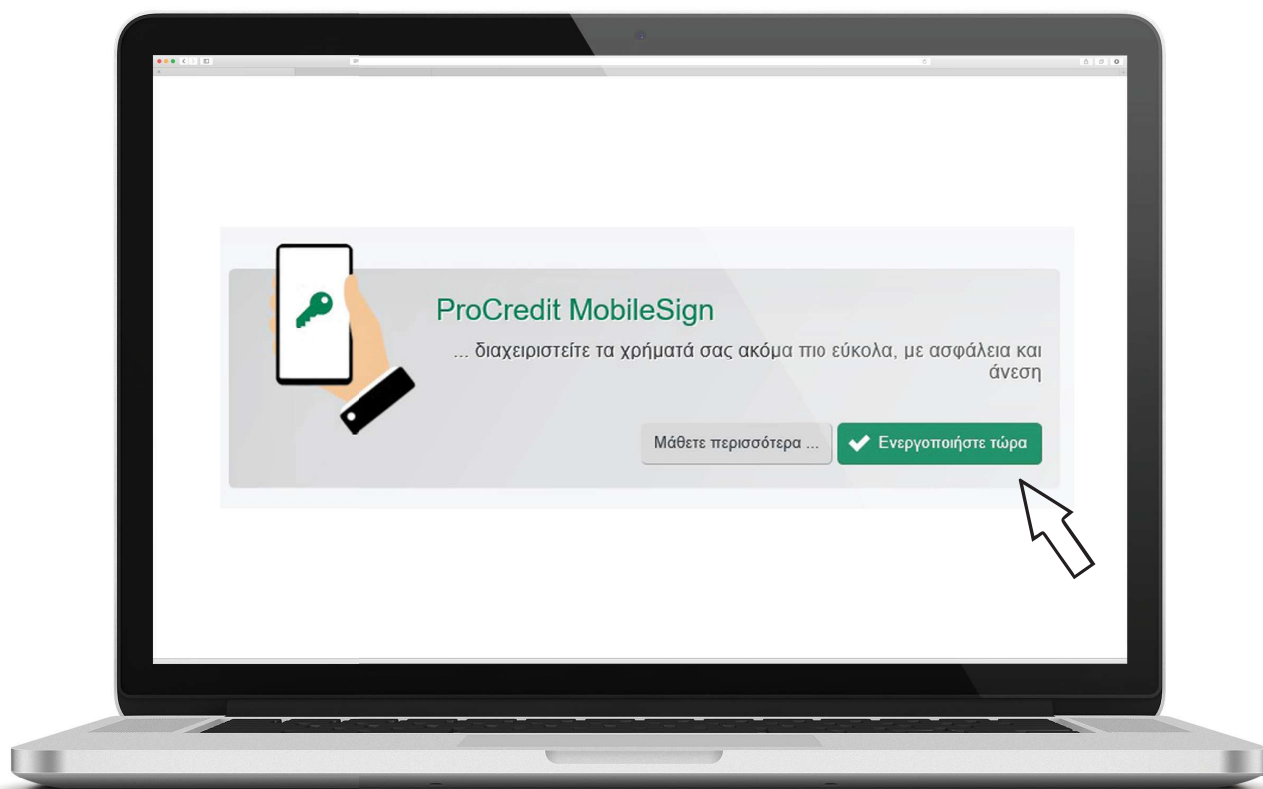 ProCredit MobileSign
... διαχειριστείτε τα χρήματά σας ακόμα πιο εύκολα, με ασφάλεια και
άνεση
Μάθετε περισσότερα ...
Ενεργοποιήστε τώρα